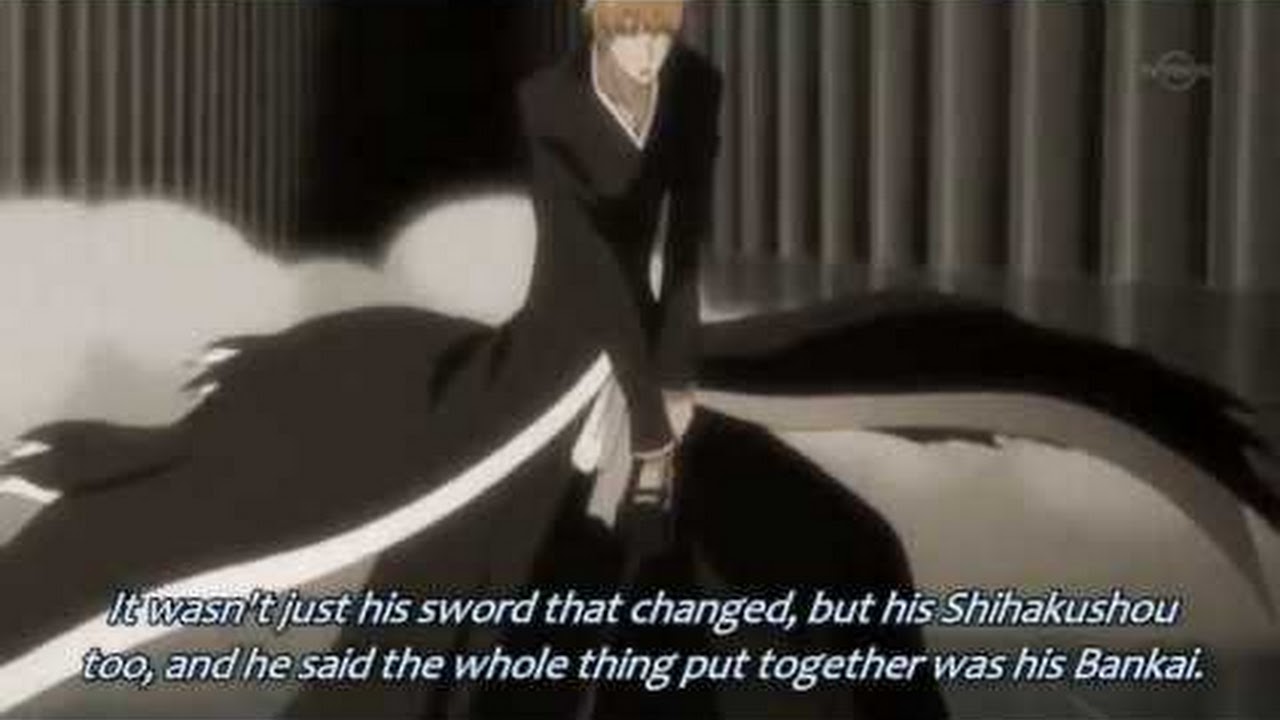 It wasn't just his sword that changed, but his Shihakushou
too, and he said the whole thing put together was his Bankai.